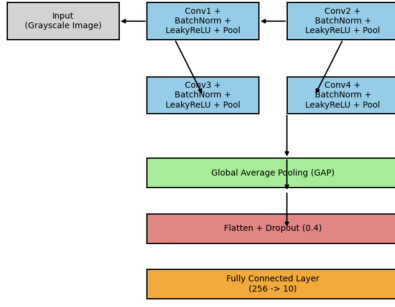 Input
(Grayscale Image)
Conv1 +
BatchNorm +
LeakyReLU + Pool
Conv2 +
BatchNorm +
LeakyReLU + Pool
Conv3 +
BatchNorm +
LeakyReLU + Pool
Conv4 +
BatchNorm +
LeakyReLU + Pool
Global Average Pooling (GAP)
Flatten + Dropout (0.4)
Fully Connected Layer
(256 -> 10)